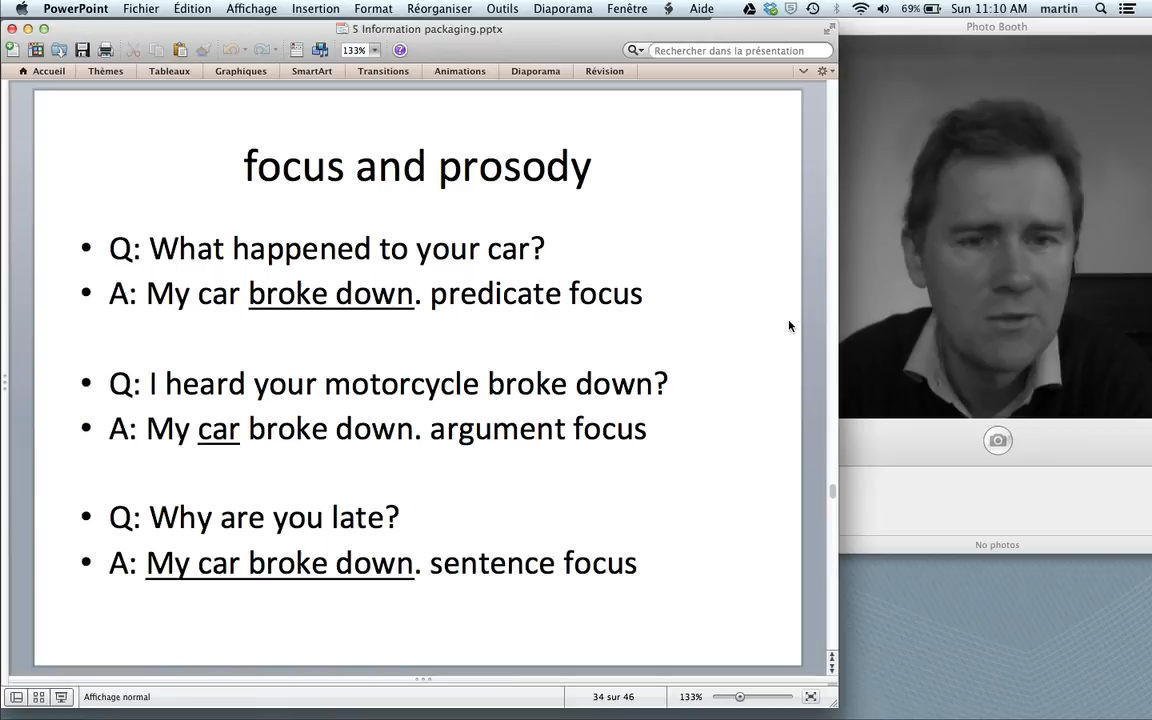 PowerPoint Fichier Édition Affichage Insertion Format Réorganiser Outils Diaporama Fenêtre Aide 69% Sun 11:10 AM martin
5 Information packaging.pptx
Photo Booth
133% Rechercher dans la présentation
Accueil Thèmes Tableaux Graphiques SmartArt Transitions Animations Diaporama Révision
focus and prosody
• Q: What happened to your car?
• A: My car broke down. predicate focus
• Q: I heard your motorcycle broke down?
• A: My car broke down. argument focus
• Q: Why are you late?
• A: My car broke down. sentence focus
No photos
Affichage normal 34 sur 46 133%